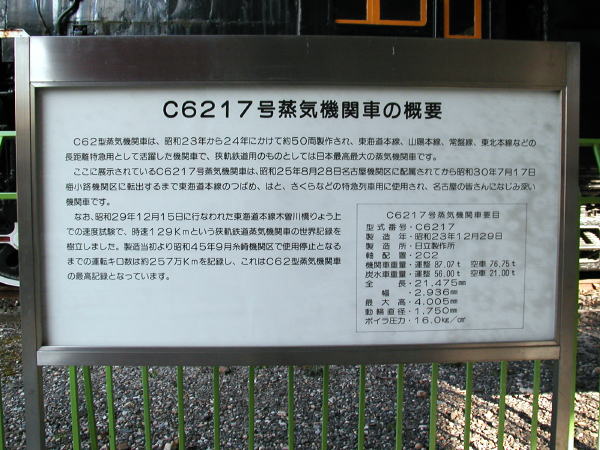 C6217号蒸気機関車の概要
C62型蒸気機関車は、昭和23年から24年にかけて約50両製作され、東海道本線、山陽本線、常盤線、東北本線などの
長距離特急用として活躍した機関車で、狭軌鉄道用のものとしては日本最高最大の蒸気機関車です。
ここに展示されているC6217号蒸気機関車は、昭和25年8月28日名古屋機関区に配属されてから昭和30年7月17日
梅小路機関区に転出するまで東海道本線のつばめ、はと、さくらなどの特急列車用に使用され、名古屋の皆さんになじみ深い
機関車です。
なお、昭和29年12月15日に行なわれた東海道本線木曽川橋りょう上
での速度試験で、時速129Kmという狭軌鉄道蒸気機関車の世界記録を
樹立しました。製造当初より昭和45年9月糸崎機関区で使用停止となる
までの運転キロ数は約257万Kmを記録し、これはC62型蒸気機関車
の最高記録となっています。
C6217号蒸気機関車要目
型式番号・C6217
製造年・昭和23年12月29日
製造所・日立製作所
軸配置・2C2
機関車重量・運整 87.07t 空車 76.75t
炭水車重量・運整 56.00t 空車 21.00t
全長・21.475mm
幅・2.936mm
最大高・4.005mm
動輪直径・1.750mm
ボイラ圧力・16.0kg/c㎡